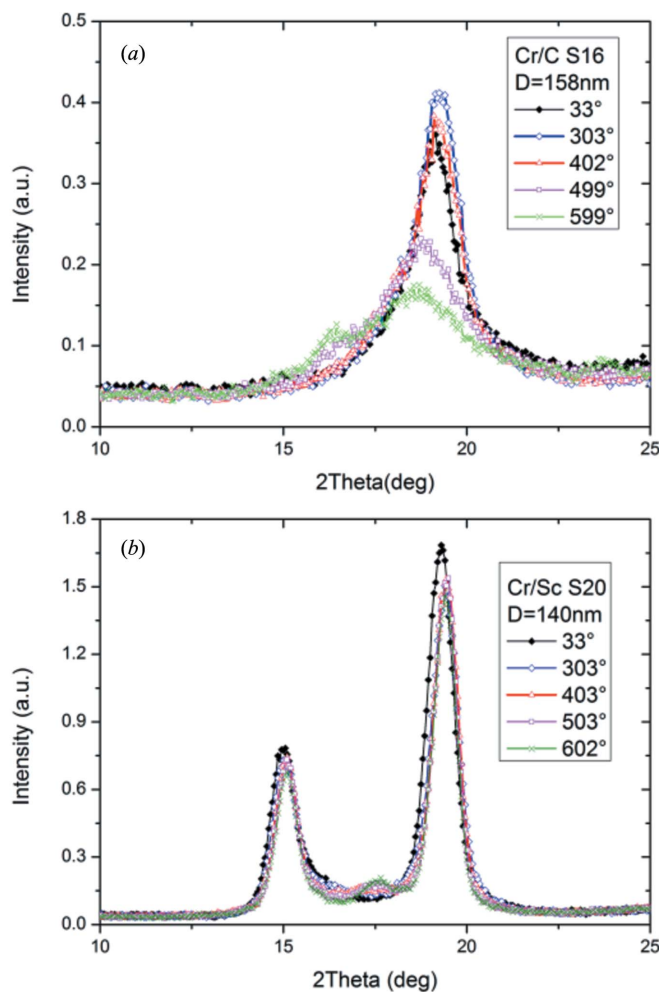 (a)
Cr/C S16
D=158nm
33°
303°
402°
499°
599°
Intensity (a.u.)
0.5
0.4
0.3
0.2
0.1
0.0
10 15 20 25
2Theta(deg)
(b)
Cr/Sc S20
D=140nm
33°
303°
403°
503°
602°
Intensity (a.u.)
1.8
1.5
1.2
0.9
0.6
0.3
0.0
10 15 20 25
2Theta (deg)